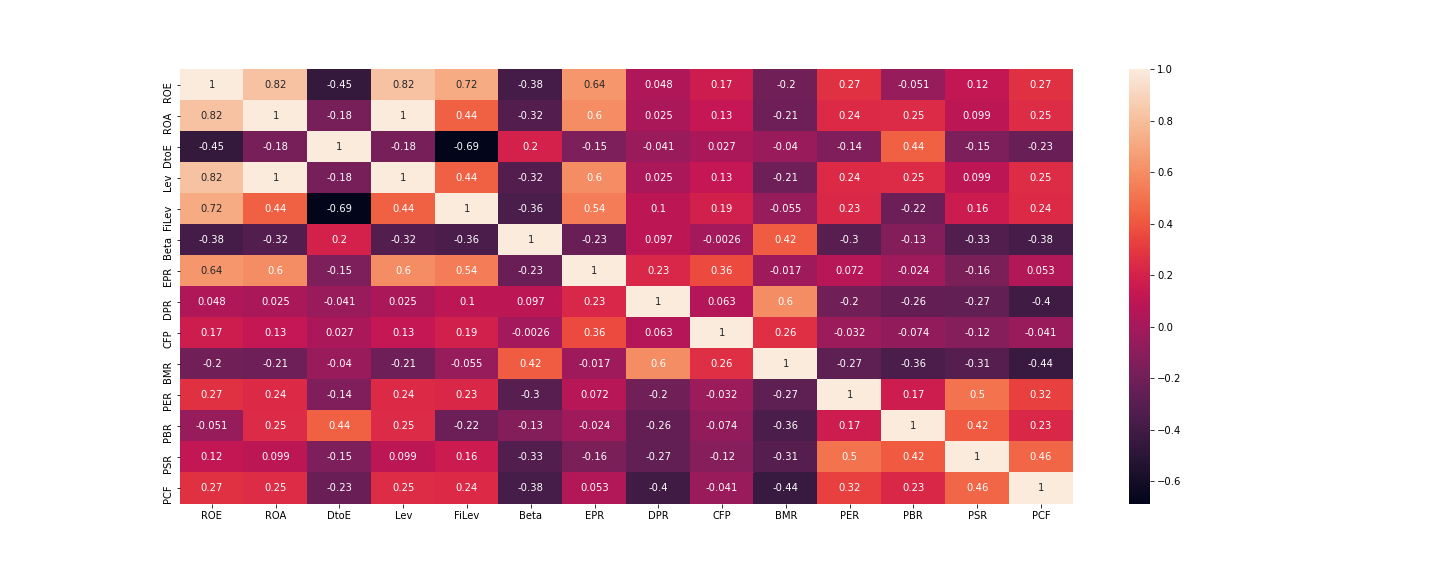 ROE 1 0.82 -0.45 0.82 0.72 -0.38 0.64 0.048 0.17 -0.2 0.27 -0.051 0.12 0.27
ROA 0.82 1 -0.18 1 0.44 -0.32 0.6 0.025 0.13 -0.21 0.24 0.25 0.099 0.25
DtoE -0.45 -0.18 1 -0.18 -0.69 0.2 -0.15 -0.041 0.027 -0.04 -0.14 0.44 -0.15 -0.23
Lev 0.82 1 -0.18 1 0.44 -0.32 0.6 0.025 0.13 -0.21 0.24 0.25 0.099 0.25
FiLev 0.72 0.44 -0.69 0.44 1 -0.36 0.54 0.1 0.19 -0.055 0.23 -0.22 0.16 0.24
Beta -0.38 -0.32 0.2 -0.32 -0.36 1 -0.23 0.097 -0.0026 0.42 -0.3 -0.13 -0.33 -0.38
EPR 0.64 0.6 -0.15 0.6 0.54 -0.23 1 0.23 0.36 -0.017 0.072 -0.024 -0.16 0.053
DPR 0.048 0.025 -0.041 0.025 0.1 0.097 0.23 1 0.063 0.6 -0.2 -0.26 -0.27 -0.4
CFP 0.17 0.13 0.027 0.13 0.19 -0.0026 0.36 0.063 1 0.26 -0.032 -0.074 -0.12 -0.041
BMR -0.2 -0.21 -0.04 -0.21 -0.055 0.42 -0.017 0.6 0.26 1 -0.27 -0.36 -0.31 -0.44
PER 0.27 0.24 -0.14 0.24 0.23 -0.3 0.072 -0.2 -0.032 -0.27 1 0.17 0.5 0.32
PBR -0.051 0.25 0.44 0.25 -0.22 -0.13 -0.024 -0.26 -0.074 -0.36 0.17 1 0.42 0.23
PSR 0.12 0.099 -0.15 0.099 0.16 -0.33 -0.16 -0.27 -0.12 -0.31 0.5 0.42 1 0.46
PCF 0.27 0.25 -0.23 0.25 0.24 -0.38 0.053 -0.4 -0.041 -0.44 0.32 0.23 0.46 1
ROE ROA DtoE Lev FiLev Beta EPR DPR CFP BMR PER PBR PSR PCF
1.0
0.8
0.6
0.4
0.2
0.0
−0.2
−0.4
−0.6